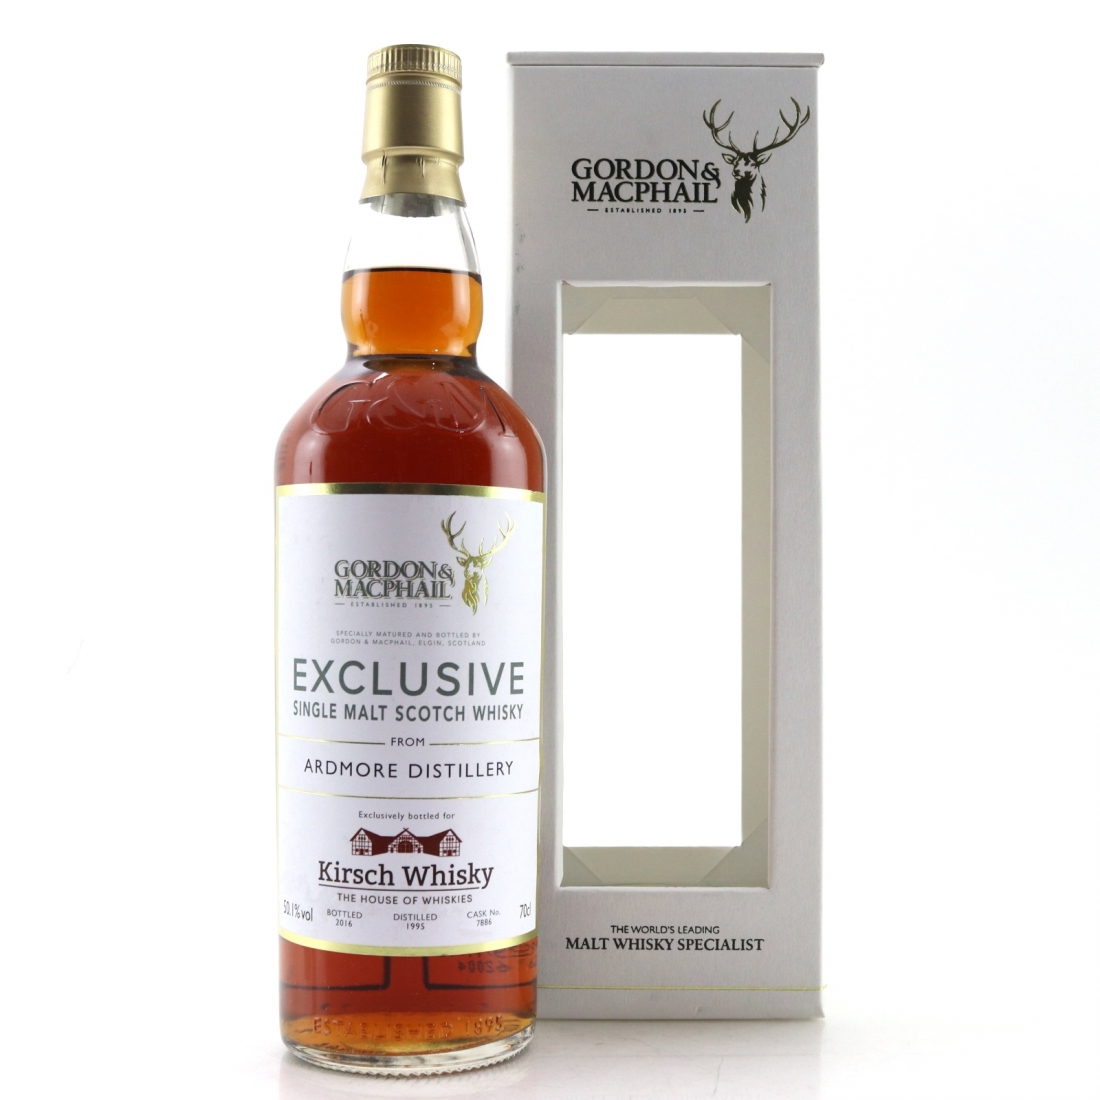 G&M
GORDON&
MACPHAIL
ESTABLISHED 1895
SPECIALLY MATURED AND BOTTLED BY
GORDON & MACPHAIL, ELGIN, SCOTLAND
EXCLUSIVE
SINGLE MALT SCOTCH WHISKY
FROM
ARDMORE DISTILLERY
Exclusively bottled for
Kirsch Whisky
THE HOUSE OF WHISKIES
50.1%vol
BOTTLED
2016
DISTILLED
1995
CASK No.
7886
70cl
ESTABLISHED 1895
GORDON&
MACPHAIL
ESTABLISHED 1895
THE WORLD'S LEADING
MALT WHISKY SPECIALIST